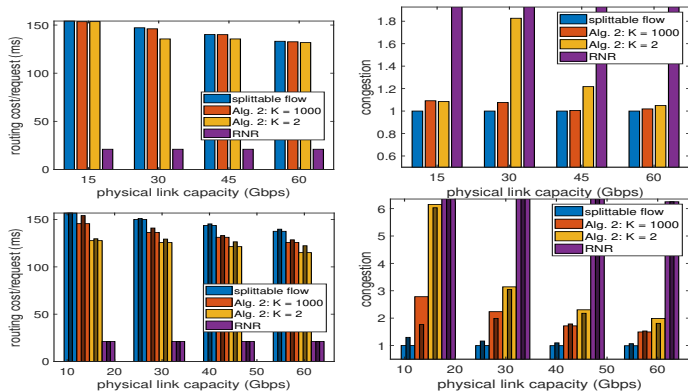 routing cost/request (ms)
150
100
50
0
splittable flow
Alg. 2: K = 1000
Alg. 2: K = 2
RNR
15 30 45 60
physical link capacity (Gbps)
congestion
1.8
1.6
1.4
1.2
1
0.8
0.6
splittable flow
Alg. 2: K = 1000
Alg. 2: K = 2
RNR
15 30 45 60
physical link capacity (Gbps)
routing cost/request (ms)
150
100
50
0
splittable flow
Alg. 2: K = 1000
Alg. 2: K = 2
RNR
10 20 30 40 50 60
physical link capacity (Gbps)
congestion
6
5
4
3
2
1
splittable flow
Alg. 2: K = 1000
Alg. 2: K = 2
RNR
10 20 30 40 50 60
physical link capacity (Gbps)